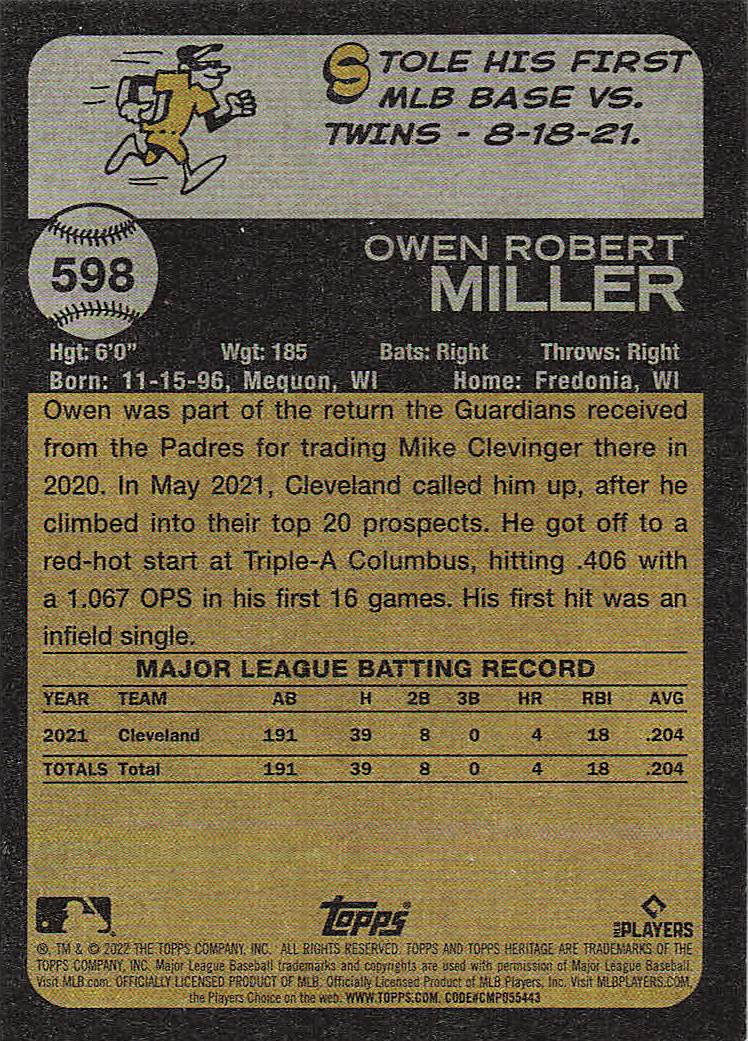 STOLE HIS FIRST
MLB BASE VS.
TWINS - 8-18-21.
598
OWEN ROBERT
MILLER
Hgt: 6'0" Wgt: 185 Bats: Right Throws: Right
Born: 11-15-96, Mequon, WI Home: Fredonia, WI
Owen was part of the return the Guardians received
from the Padres for trading Mike Clevinger there in
2020. In May 2021, Cleveland called him up, after he
climbed into their top 20 prospects. He got off to a
red-hot start at Triple-A Columbus, hitting .406 with
a 1.067 OPS in his first 16 games. His first hit was an
infield single.
MAJOR LEAGUE BATTING RECORD
YEAR TEAM AB H 2B 3B HR RBI AVG
2021 Cleveland 191 39 8 0 4 18 .204
TOTALS Total 191 39 8 0 4 18 .204
Topps®
MLB PLAYERS
®, TM & © 2022 THE TOPPS COMPANY, INC. ALL RIGHTS RESERVED. TOPPS AND TOPPS HERITAGE ARE TRADEMARKS OF THE
TOPPS COMPANY, INC. Major League Baseball trademarks and copyrights are used with permission of Major League Baseball.
Visit MLB.com. OFFICIALLY LICENSED PRODUCT OF MLB. Officially Licensed Product of MLB Players, Inc. Visit MLBPLAYERS.COM,
the Players Choice on the web. WWW.TOPPS.COM. CODE#CMP055443